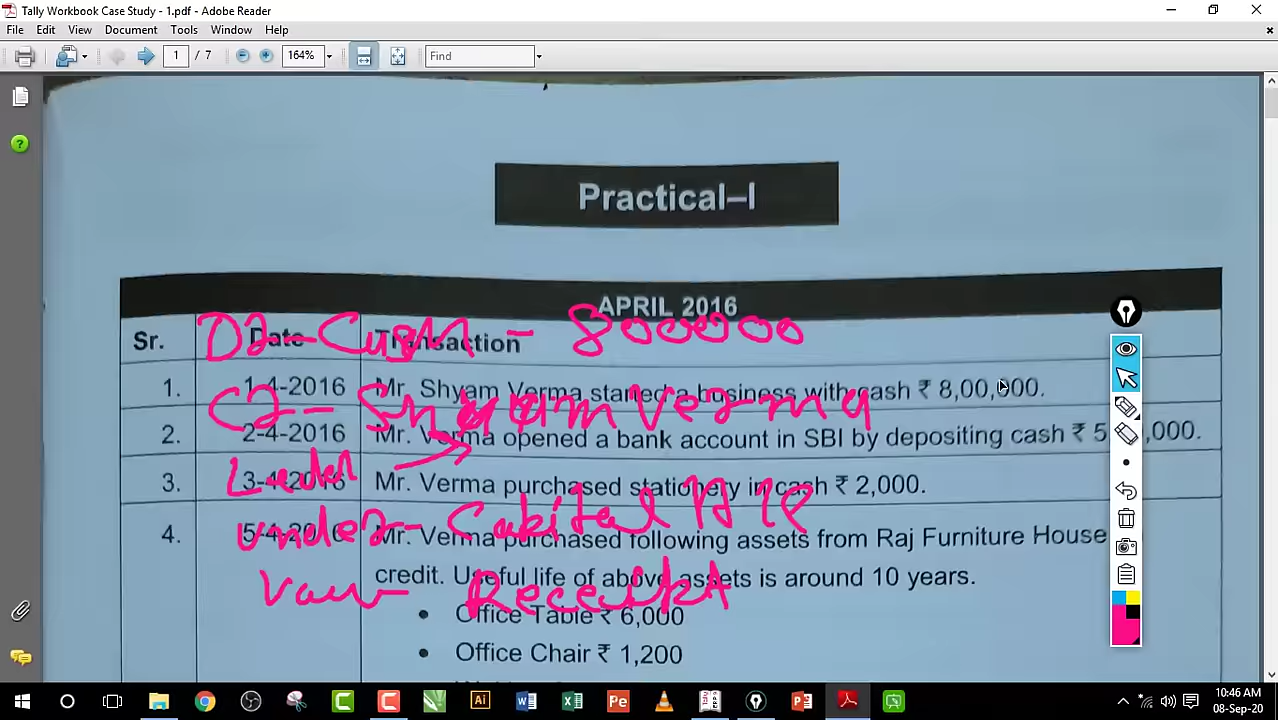 Tally Workbook Case Study - 1.pdf - Adobe Reader
File Edit View Document Tools Window Help
1 / 7 164% Find
Practical–I
APRIL 2016
Sr. Date Transaction
Dr - Cash - 800000
1. 1-4-2016 Mr. Shyam Verma started a business with cash ₹ 8,00,000.
Cr - Shyam Verma
2. 2-4-2016 Mr. Verma opened a bank account in SBI by depositing cash ₹ 5 ,000.
3. 3-4-2016 Mr. Verma purchased stationery in cash ₹ 2,000.
under - Capital A/c
4. 5-4-2016 Mr. Verma purchased following assets from Raj Furniture House
credit. Useful life of above assets is around 10 years.
Receipt
• Office Table ₹ 6,000
• Office Chair ₹ 1,200
10:46 AM
08-Sep-20